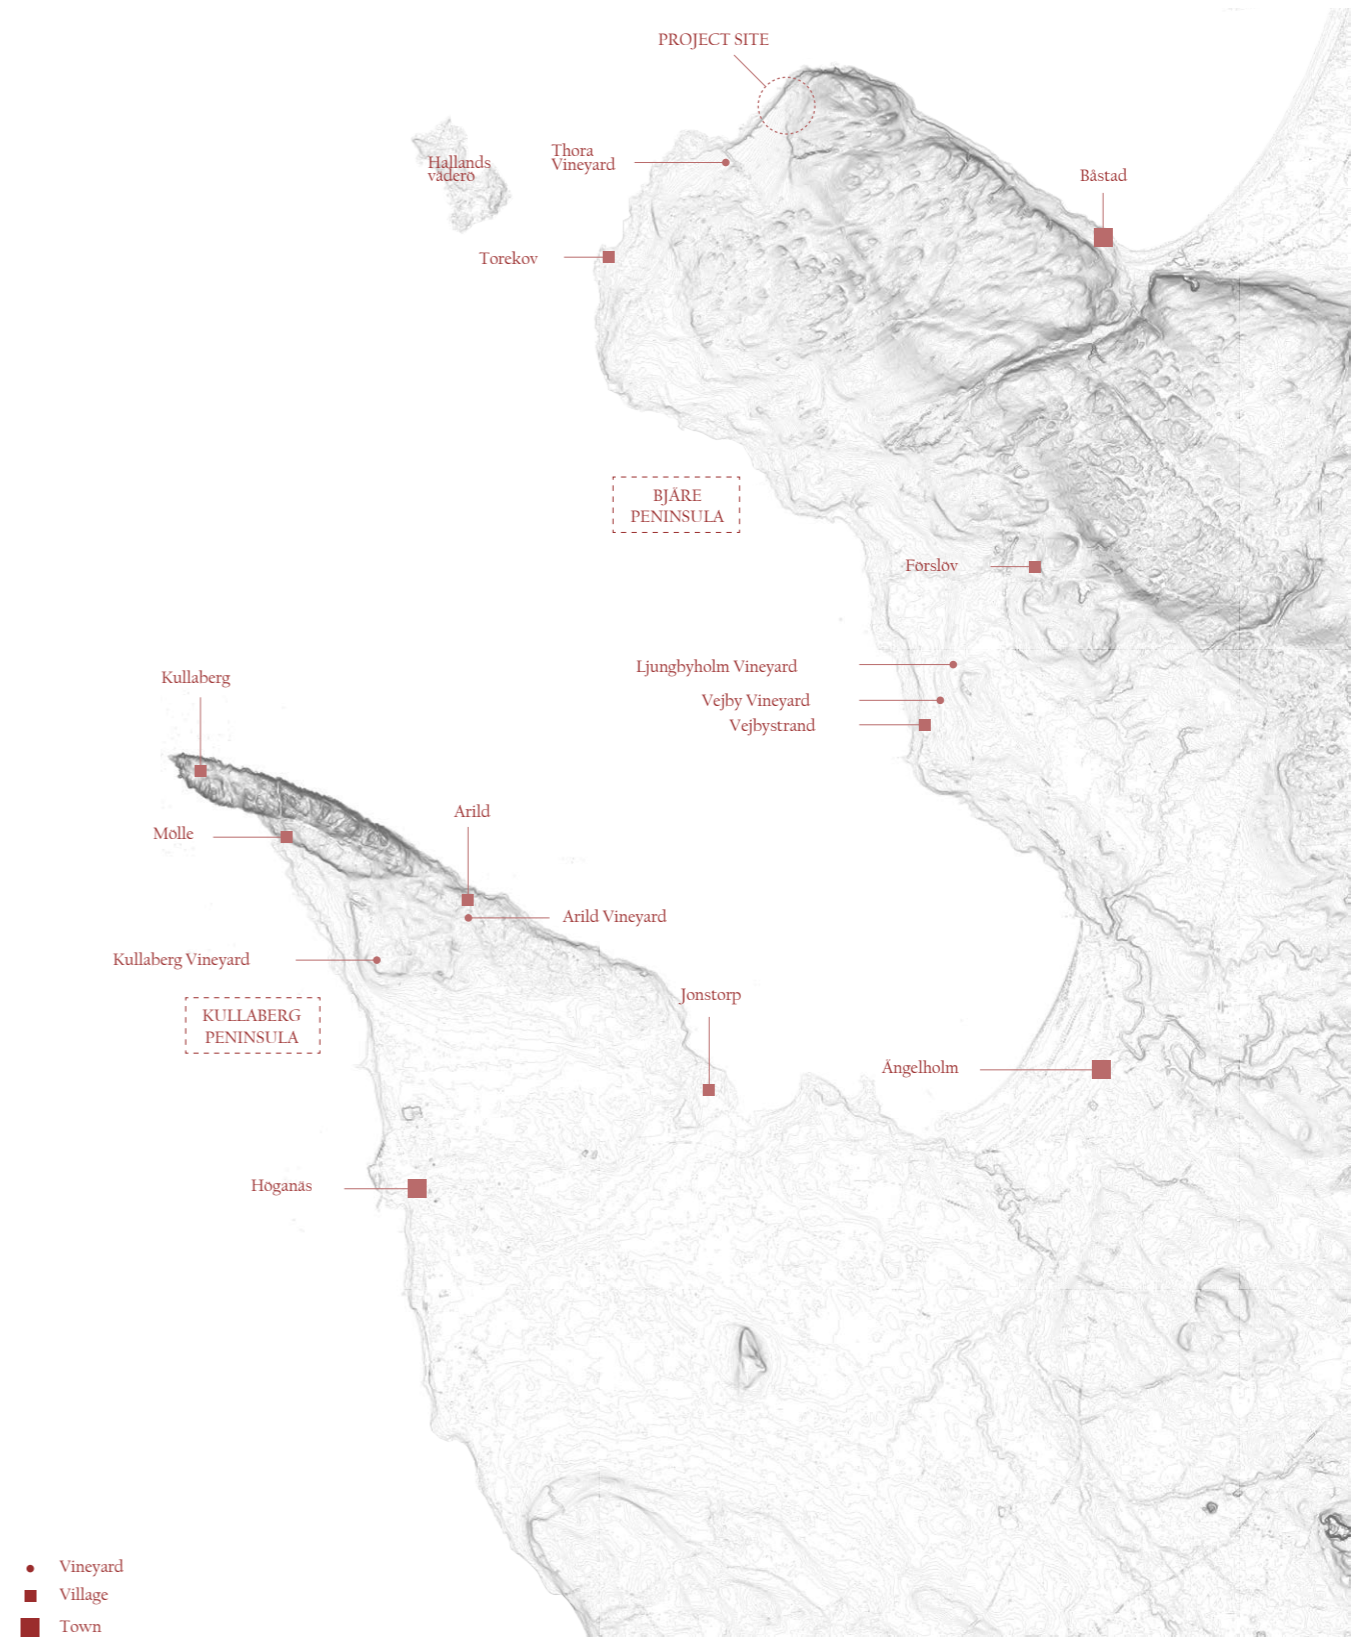 PROJECT SITE
Thora
Vineyard
Hallands
väderö
Båstad
Torekov
BJÄRE
PENINSULA
Förslöv
Ljungbyholm Vineyard
Kullaberg
Vejby Vineyard
Vejbystrand
Arild
Mölle
Arild Vineyard
Kullaberg Vineyard
Jonstorp
KULLABERG
PENINSULA
Ängelholm
Höganäs
Vineyard
Village
Town